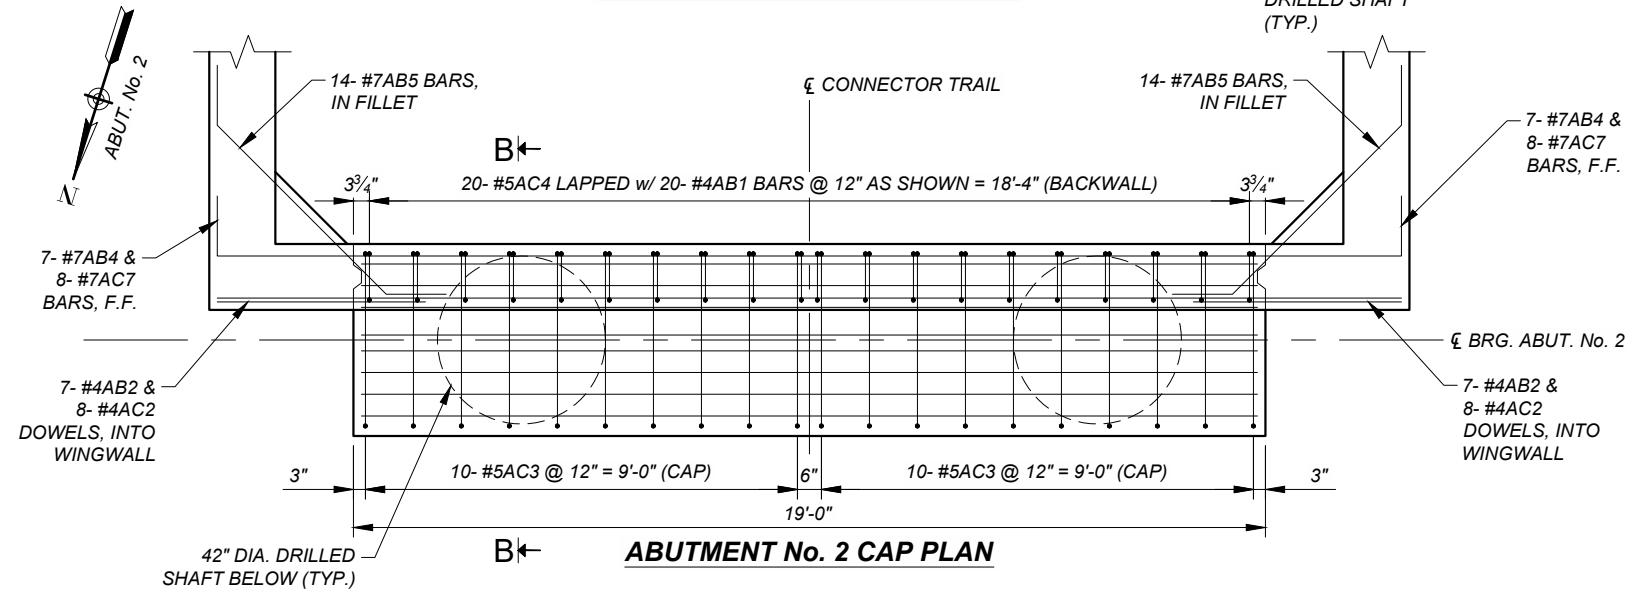 DRILLED SHAFT
(TYP.)
ABUT. No. 2
N
14- #7AB5 BARS,
IN FILLET
℄ CONNECTOR TRAIL
14- #7AB5 BARS,
IN FILLET
7- #7AB4 &
8- #7AC7
BARS, F.F.
B
3¾"
20- #5AC4 LAPPED w/ 20- #4AB1 BARS @ 12" AS SHOWN = 18'-4" (BACKWALL)
3¾"
7- #7AB4 &
8- #7AC7
BARS, F.F.
℄ BRG. ABUT. No. 2
7- #4AB2 &
8- #4AC2
DOWELS, INTO
WINGWALL
7- #4AB2 &
8- #4AC2
DOWELS, INTO
WINGWALL
3"
10- #5AC3 @ 12" = 9'-0" (CAP)
6"
10- #5AC3 @ 12" = 9'-0" (CAP)
3"
19'-0"
42" DIA. DRILLED
SHAFT BELOW (TYP.)
B
ABUTMENT No. 2 CAP PLAN